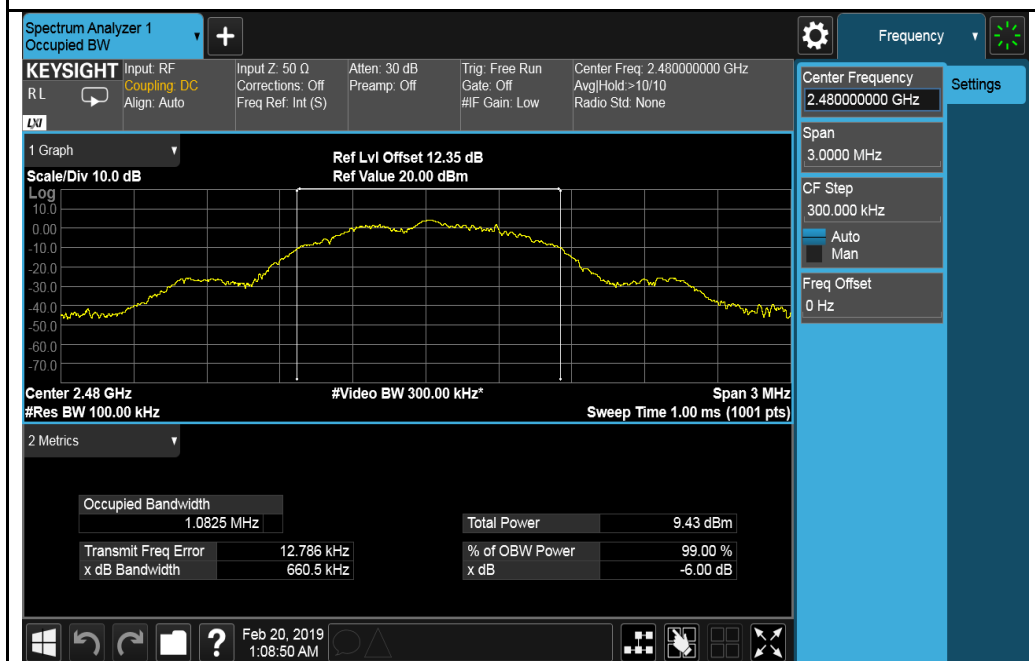 Spectrum Analyzer 1
Occupied BW
+
Frequency
KEYSIGHT
R L
LXI
Input: RF
Coupling: DC
Align: Auto
Input Z: 50 Ω
Corrections: Off
Freq Ref: Int (S)
Atten: 30 dB
Preamp: Off
Trig: Free Run
Gate: Off
#IF Gain: Low
Center Freq: 2.480000000 GHz
Avg|Hold:>10/10
Radio Std: None
Center Frequency
2.480000000 GHz
Settings
Span
3.0000 MHz
CF Step
300.000 kHz
Auto
Man
Freq Offset
0 Hz
1 Graph
Scale/Div 10.0 dB
Ref Lvl Offset 12.35 dB
Ref Value 20.00 dBm
Log
10.0
0.00
-10.0
-20.0
-30.0
-40.0
-50.0
-60.0
-70.0
Center 2.48 GHz
#Video BW 300.00 kHz*
Span 3 MHz
#Res BW 100.00 kHz
Sweep Time 1.00 ms (1001 pts)
2 Metrics
Occupied Bandwidth
1.0825 MHz
Total Power 9.43 dBm
Transmit Freq Error 12.786 kHz
% of OBW Power 99.00 %
x dB Bandwidth 660.5 kHz
x dB -6.00 dB
?
Feb 20, 2019
1:08:50 AM